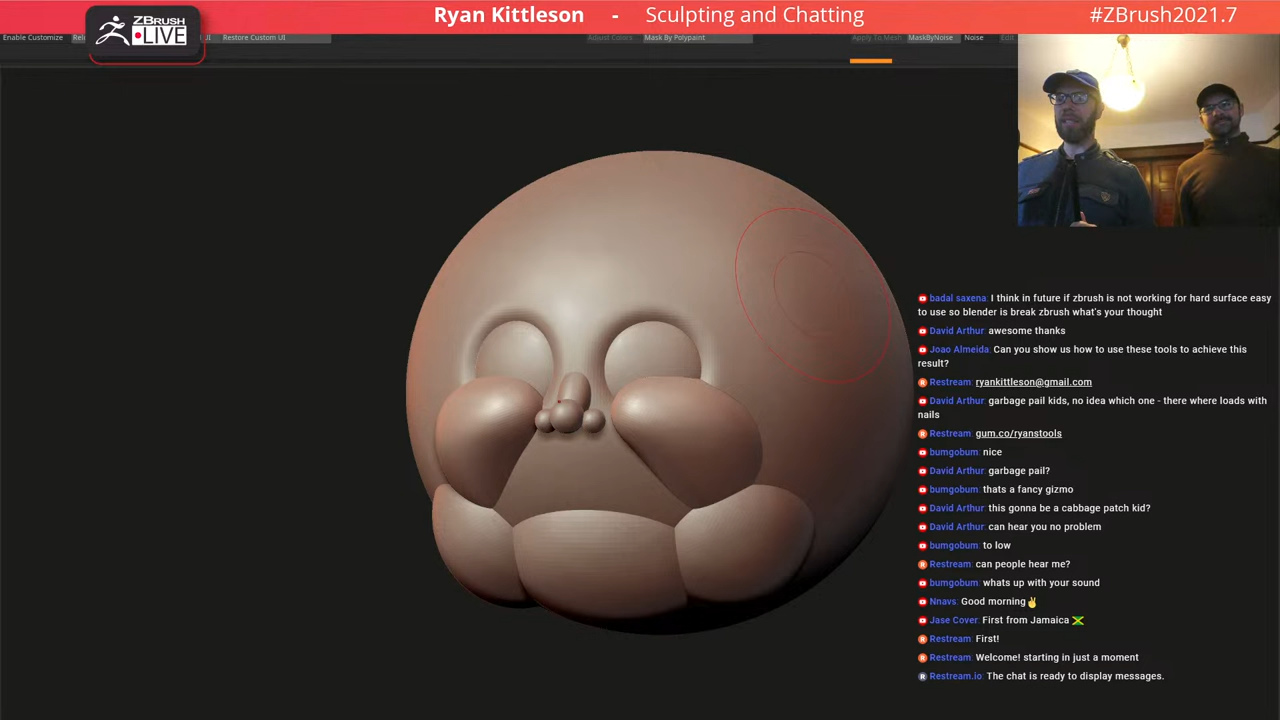 Ryan Kittleson - Sculpting and Chatting #ZBrush2021.7
ZBRUSH
LIVE
Enable Customize UI Restore Custom UI Adjust Colors Mask By Polypaint Apply To Mesh MaskByNoise Noise Edit
badal saxena: I think in future if zbrush is not working for hard surface easy
to use so blender is break zbrush what's your thought
David Arthur: awesome thanks
Joao Almeida: Can you show us how to use these tools to achieve this
result?
Restream: ryankittleson@gmail.com
David Arthur: garbage pail kids, no idea which one - there where loads with
nails
Restream: gum.co/ryanstools
bumgobum: nice
David Arthur: garbage pail?
bumgobum: thats a fancy gizmo
David Arthur: this gonna be a cabbage patch kid?
David Arthur: can hear you no problem
bumgobum: to low
Restream: can people hear me?
bumgobum: whats up with your sound
Nnavs: Good morning✌
Jase Cover: First from Jamaica 🇯🇲
Restream: First!
Restream: Welcome! starting in just a moment
Restream.io: The chat is ready to display messages.